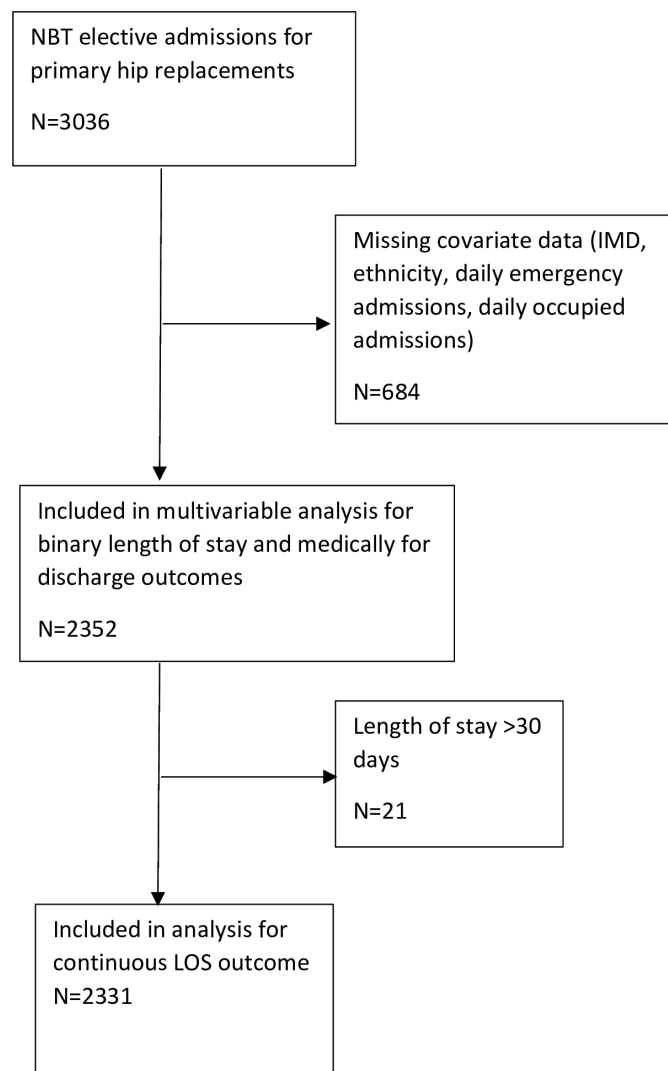 NBT elective admissions for
primary hip replacements
N=3036
Missing covariate data (IMD,
ethnicity, daily emergency
admissions, daily occupied
admissions)
N=684
Included in multivariable analysis for
binary length of stay and medically for
discharge outcomes
N=2352
Length of stay >30
days
N=21
Included in analysis for
continuous LOS outcome
N=2331